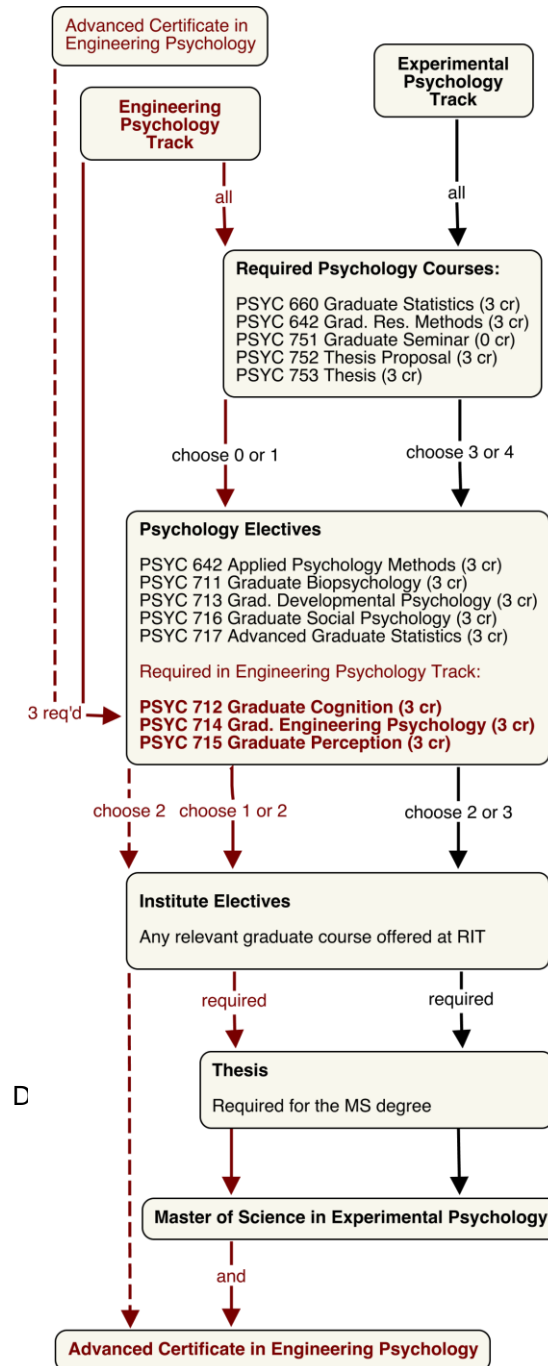 Advanced Certificate in
Engineering Psychology
Experimental
Psychology
Track
Engineering
Psychology
Track
all
all
Required Psychology Courses:
PSYC 660 Graduate Statistics (3 cr)
PSYC 642 Grad. Res. Methods (3 cr)
PSYC 751 Graduate Seminar (0 cr)
PSYC 752 Thesis Proposal (3 cr)
PSYC 753 Thesis (3 cr)
choose 0 or 1
choose 3 or 4
Psychology Electives
PSYC 642 Applied Psychology Methods (3 cr)
PSYC 711 Graduate Biopsychology (3 cr)
PSYC 713 Grad. Developmental Psychology (3 cr)
PSYC 716 Graduate Social Psychology (3 cr)
PSYC 717 Advanced Graduate Statistics (3 cr)
Required in Engineering Psychology Track:
3 req'd
PSYC 712 Graduate Cognition (3 cr)
PSYC 714 Grad. Engineering Psychology (3 cr)
PSYC 715 Graduate Perception (3 cr)
choose 2
choose 1 or 2
choose 2 or 3
Institute Electives
Any relevant graduate course offered at RIT
required
required
Thesis
Required for the MS degree
D
Master of Science in Experimental Psychology
and
Advanced Certificate in Engineering Psychology